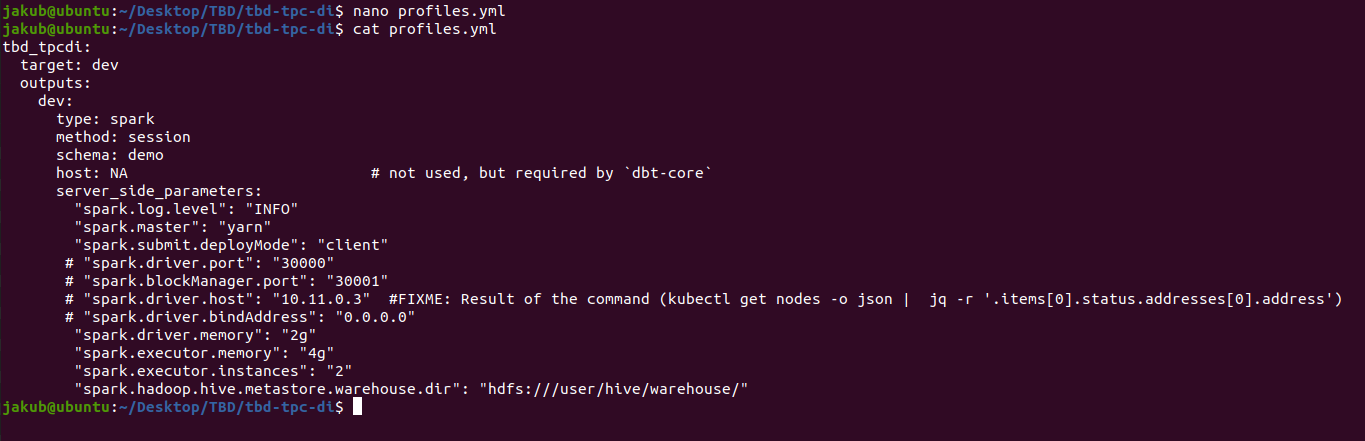 jakub@ubuntu:~/Desktop/TBD/tbd-tpc-di$ nano profiles.yml
jakub@ubuntu:~/Desktop/TBD/tbd-tpc-di$ cat profiles.yml
tbd_tpcdi:
  target: dev
  outputs:
    dev:
      type: spark
      method: session
      schema: demo
      host: NA                           # not used, but required by `dbt-core`
      server_side_parameters:
        "spark.log.level": "INFO"
        "spark.master": "yarn"
        "spark.submit.deployMode": "client"
       # "spark.driver.port": "30000"
       # "spark.blockManager.port": "30001"
       # "spark.driver.host": "10.11.0.3"  #FIXME: Result of the command (kubectl get nodes -o json |  jq -r '.items[0].status.addresses[0].address')
       # "spark.driver.bindAddress": "0.0.0.0"
        "spark.driver.memory": "2g"
        "spark.executor.memory": "4g"
        "spark.executor.instances": "2"
        "spark.hadoop.hive.metastore.warehouse.dir": "hdfs:///user/hive/warehouse/"
jakub@ubuntu:~/Desktop/TBD/tbd-tpc-di$